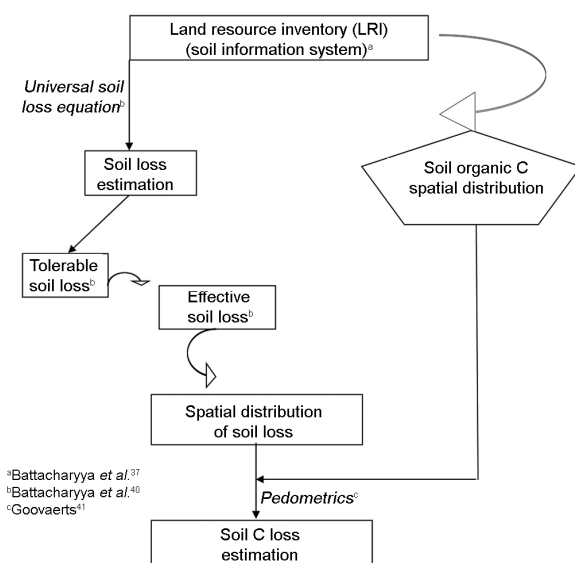 Land resource inventory (LRI)
(soil information system)ᵃ
Universal soil
loss equationᵇ
Soil loss
estimation
Soil organic C
spatial distribution
Tolerable
soil lossᵇ
Effective
soil lossᵇ
Spatial distribution
of soil loss
ᵃBattacharyya et al.³⁷
ᵇBattacharyya et al.⁴⁰
ᶜGoovaerts⁴¹
Pedometricsᶜ
Soil C loss
estimation